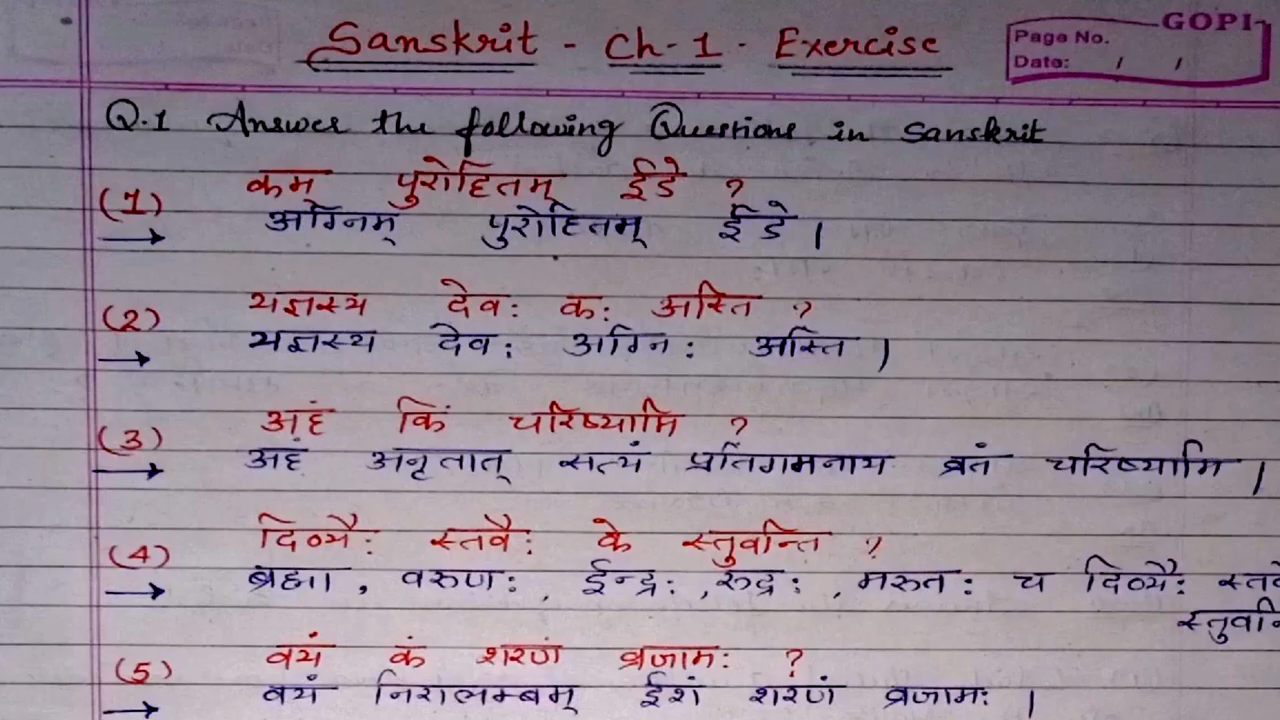 Sanskrit - Ch-1 - Exercise
GOPI
Page No.
Date: / /
Q.1 Answer the following Questions in Sanskrit
(1) कम् पुरोहितम् ईडे ?
→ अग्निम् पुरोहितम् ईडे ।
(2) यज्ञस्य देवः कः अस्ति ?
→ यज्ञस्य देवः अग्निः अस्ति ।
(3) अहं किं चरिष्यामि ?
→ अहं अनृतात् सत्यं प्रतिगमनाय व्रतं चरिष्यामि ।
(4) दिव्यैः स्तवैः के स्तुवन्ति ?
→ ब्रह्मा , वरुणः , ईन्द्रः , रुद्रः , मरुतः च दिव्यैः
(5) वयं कं शरणं व्रजामः ?
→ वयं निरालम्बम् ईशं शरणं व्रजामः ।